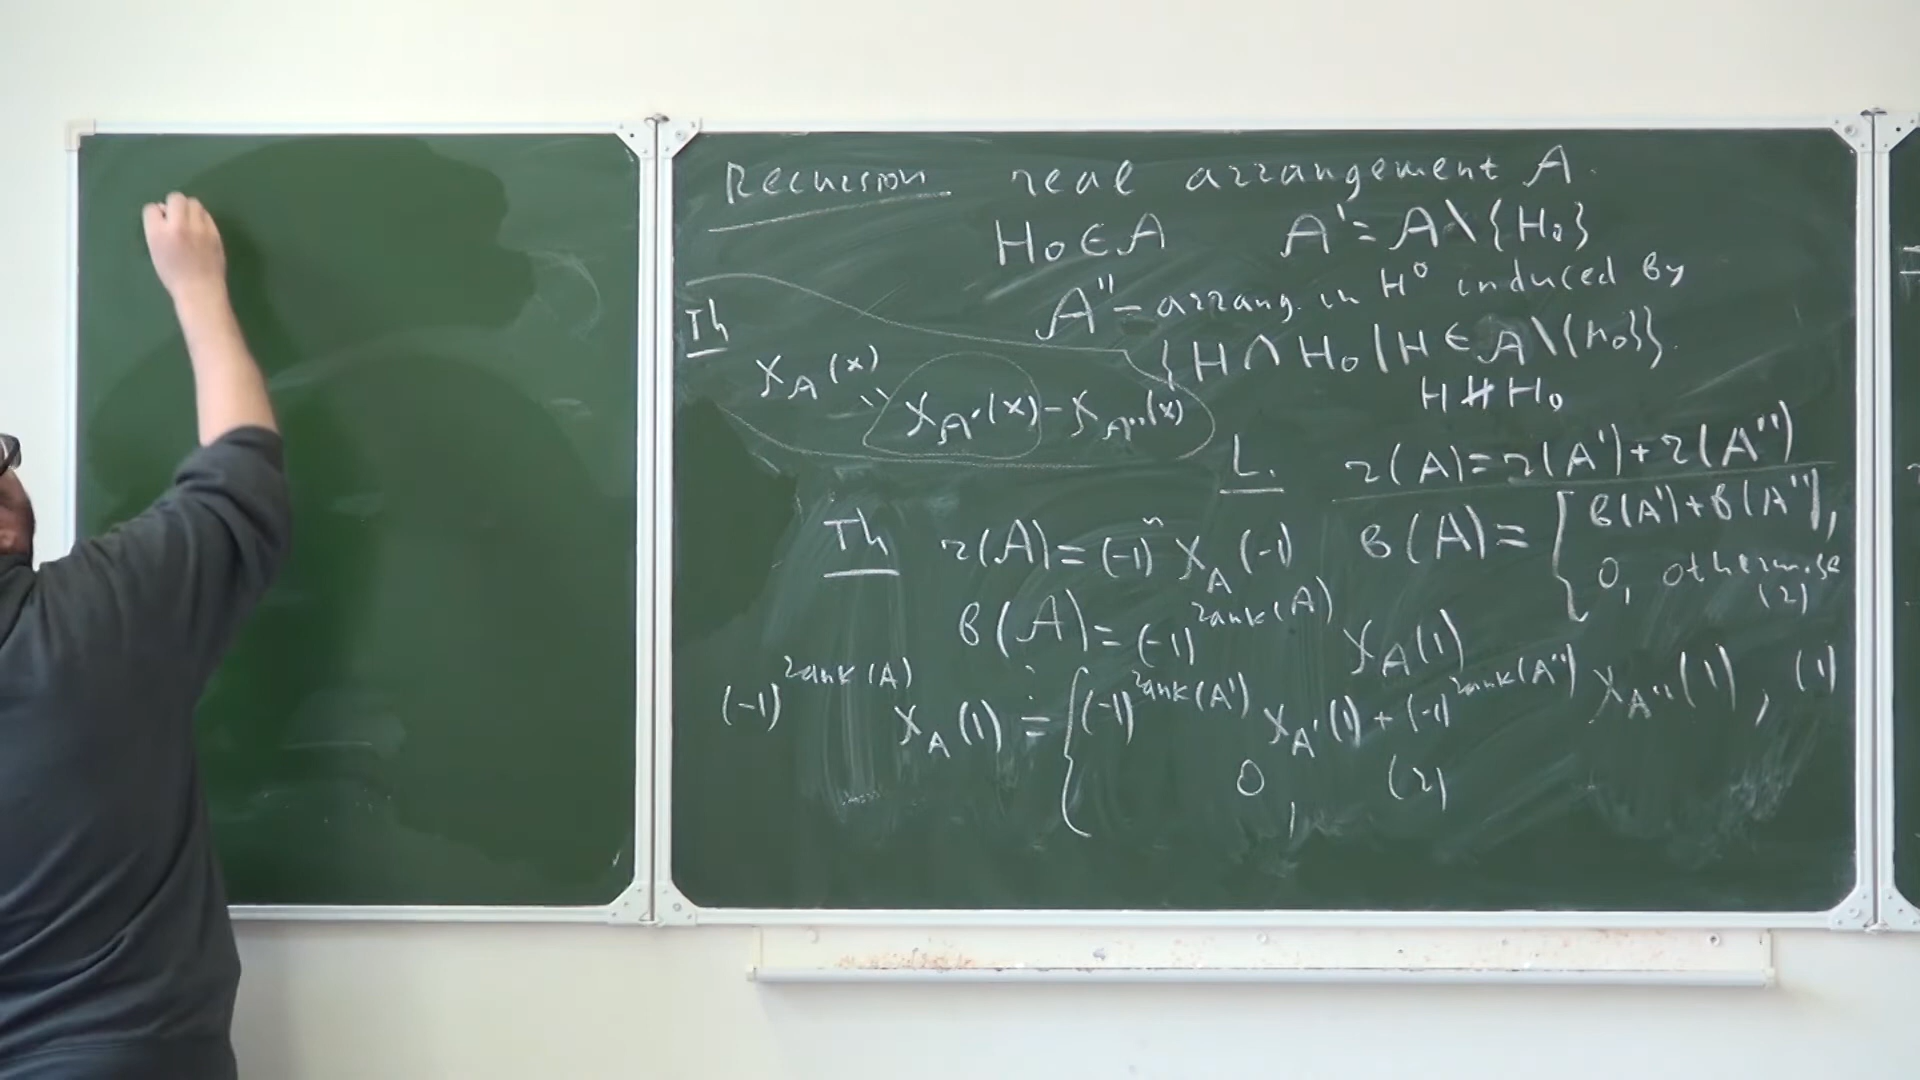 Recursion real arrangement A.
H₀ ∈ A A' = A \ {H₀}
A'' – arrang. in H⁰ induced by
{H ∩ H₀ | H ∈ A \ {H₀}}.
H ∦ H₀
Th
χ_A(x)
" χ_A'(x) – χ_A''(x)
L. r(A) = r(A') + r(A'')
b(A) = { b(A') + b(A''),
0, otherwise
(2)
Th r(A) = (-1)ⁿ χ_A(-1)
b(A) = (-1)^rank(A) χ_A(1)
(-1)^rank(A) χ_A(1) = { (-1)^rank(A') χ_A'(1) + (-1)^rank(A'') χ_A''(1), (1)
0, (2)